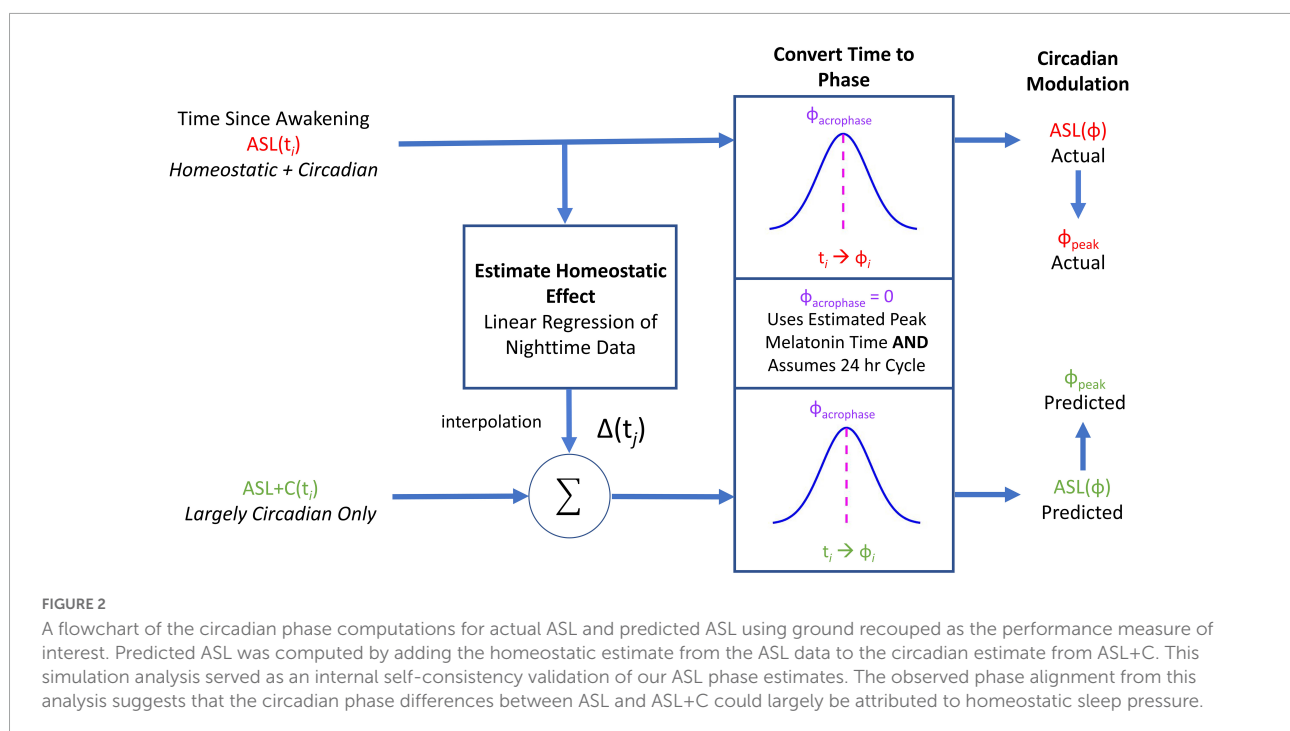 Convert Time to
Phase
Circadian
Modulation
Time Since Awakening
ASL(tᵢ)
Homeostatic + Circadian
ϕacrophase
tᵢ → ϕᵢ
ASL(ϕ)
Actual
ϕpeak
Actual
Estimate Homeostatic
Effect
Linear Regression of
Nighttime Data
ϕacrophase = 0
Uses Estimated Peak
Melatonin Time AND
Assumes 24 hr Cycle
interpolation
Δ(tⱼ)
ASL+C(tᵢ)
Largely Circadian Only
∑
ϕacrophase
tᵢ → ϕᵢ
ϕpeak
Predicted
ASL(ϕ)
Predicted
FIGURE 2
A flowchart of the circadian phase computations for actual ASL and predicted ASL using ground recouped as the performance measure of
interest. Predicted ASL was computed by adding the homeostatic estimate from the ASL data to the circadian estimate from ASL+C. This
simulation analysis served as an internal self-consistency validation of our ASL phase estimates. The observed phase alignment from this
analysis suggests that the circadian phase differences between ASL and ASL+C could largely be attributed to homeostatic sleep pressure.